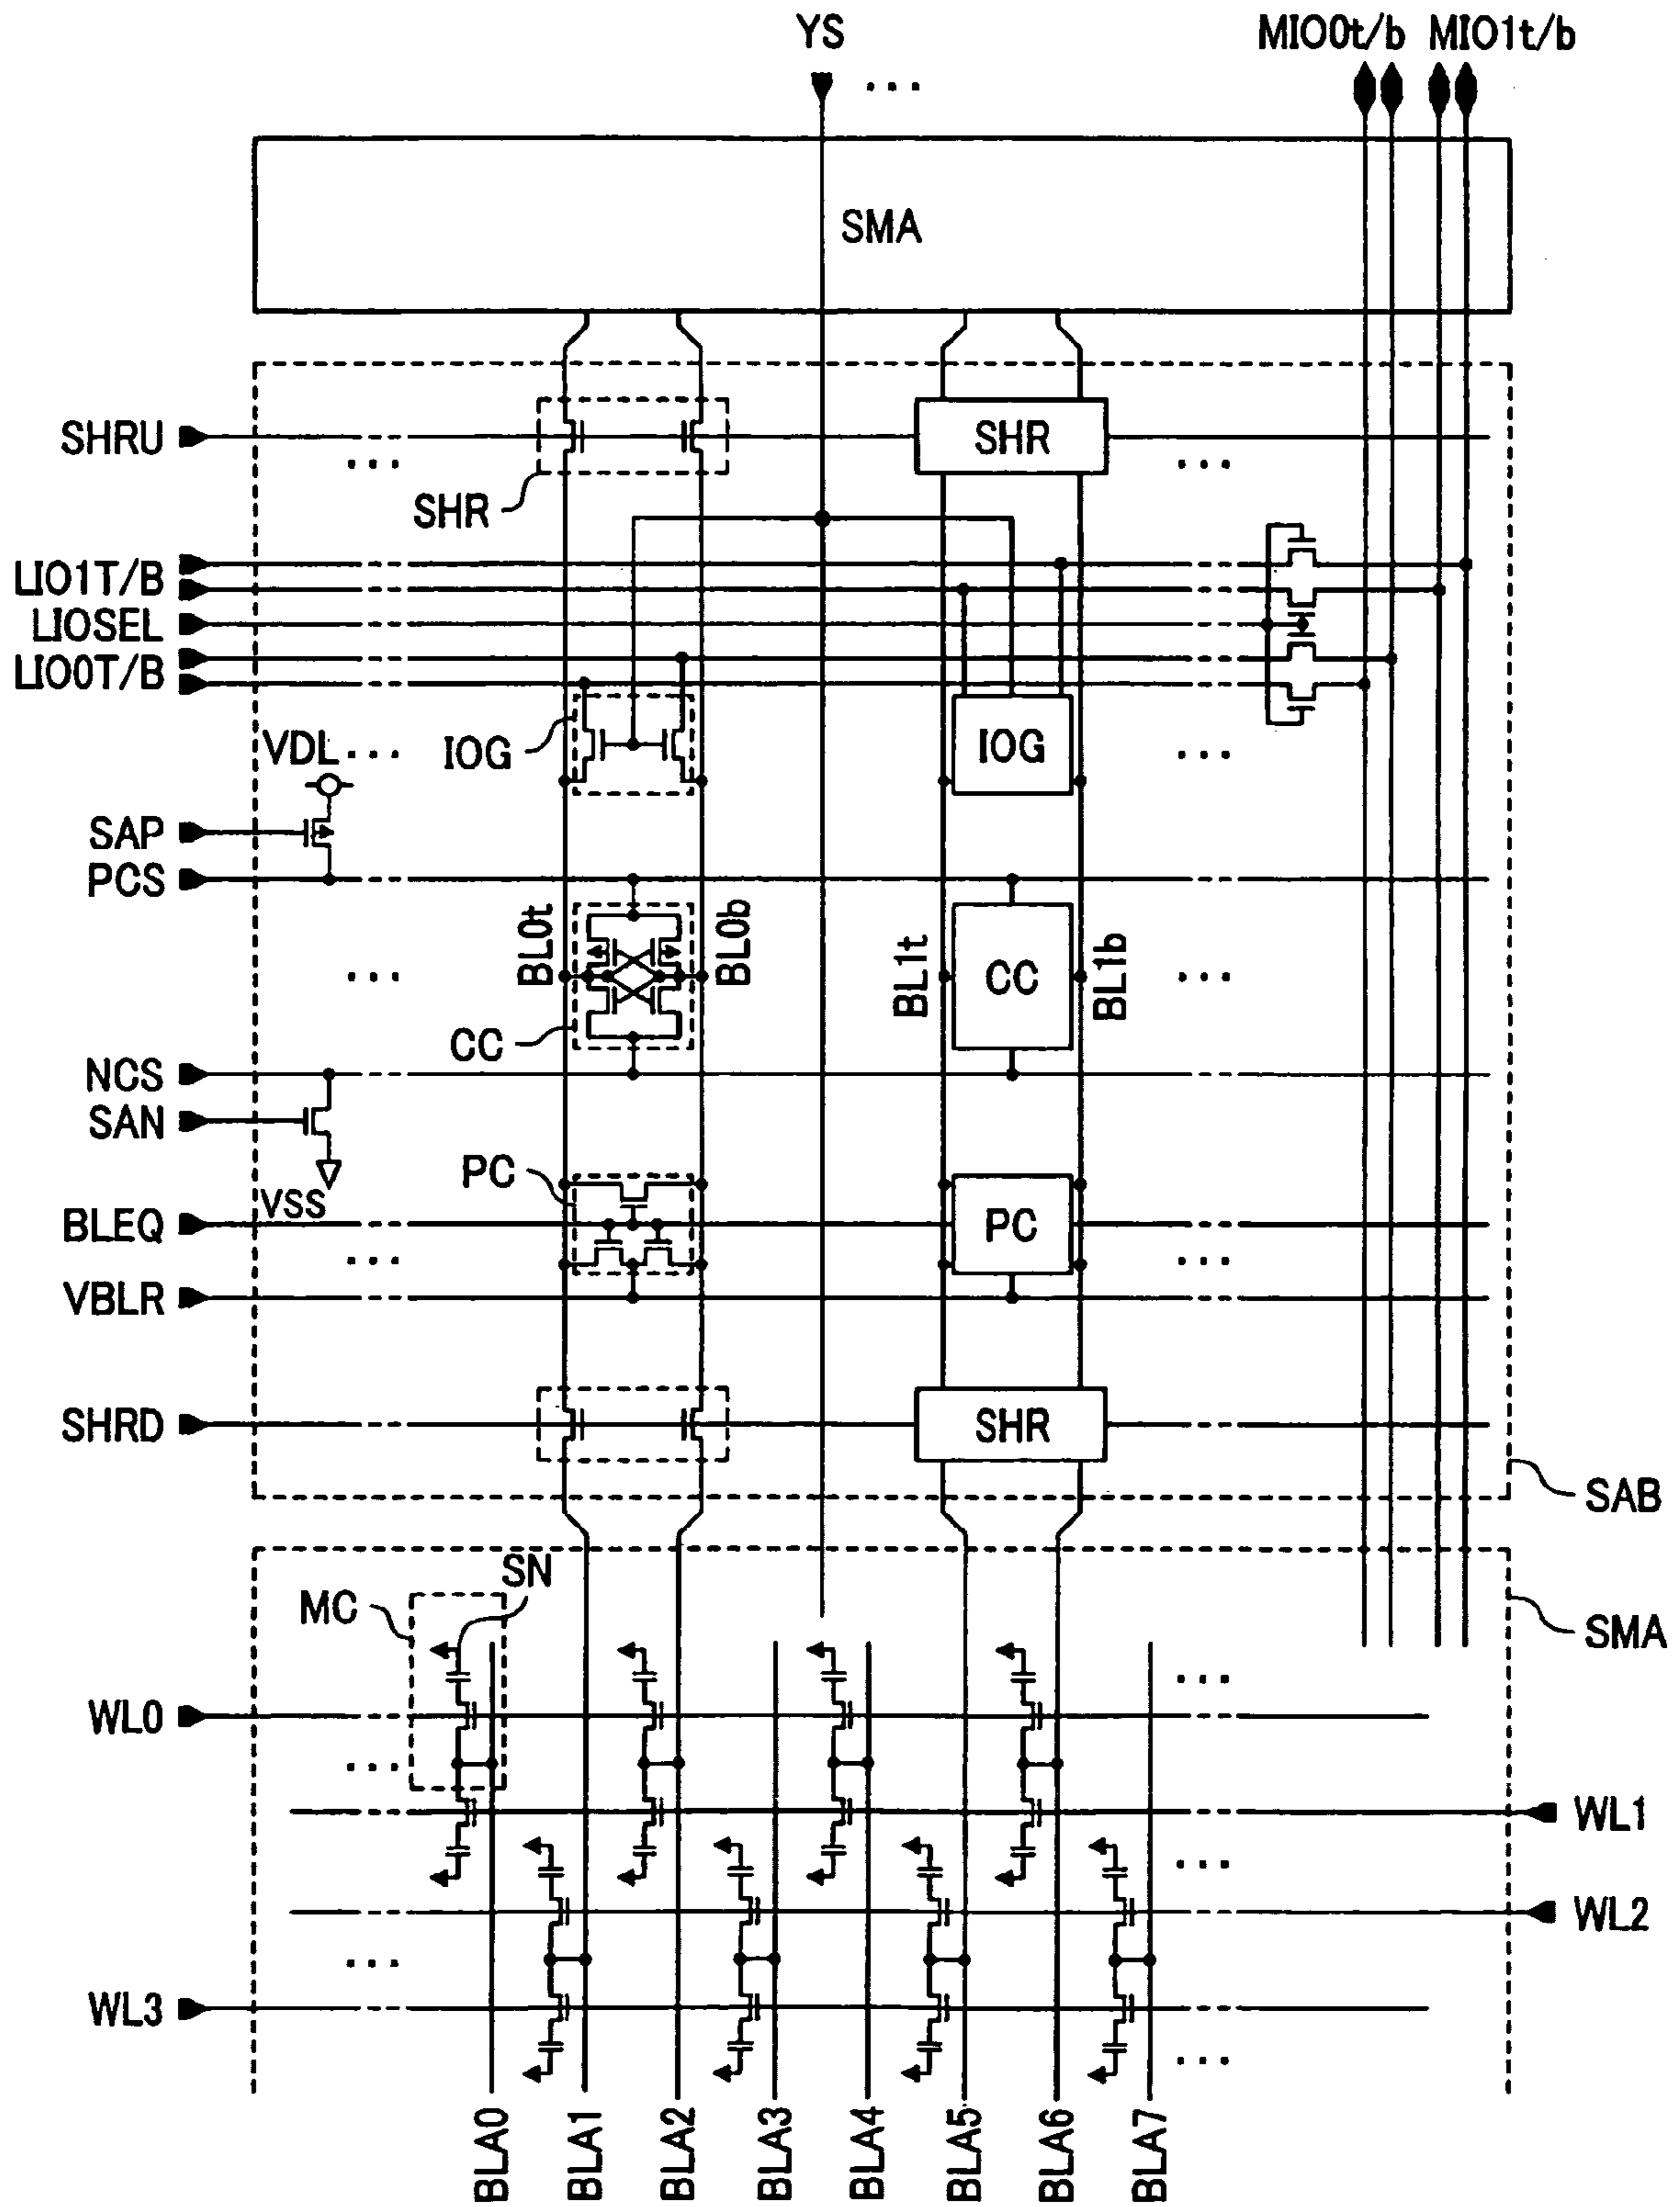 YS
MIO0t/b MIO1t/b
...
SMA
SHRU
SHR
... ...
SHR
LIO1T/B
LIOSEL
LIO0T/B
VDL ...
IOG
IOG
...
SAP
PCS
BL0t
BL0b
BL1t
BL1b
...
CC
...
CC
NCS
SAN
PC
VSS
BLEQ
PC
... ...
VBLR
SHRD
SHR
SAB
SN
MC
SMA
...
WL0
...
WL1
...
WL2
...
WL3
...
BLA0
BLA1
BLA2
BLA3
BLA4
BLA5
BLA6
BLA7